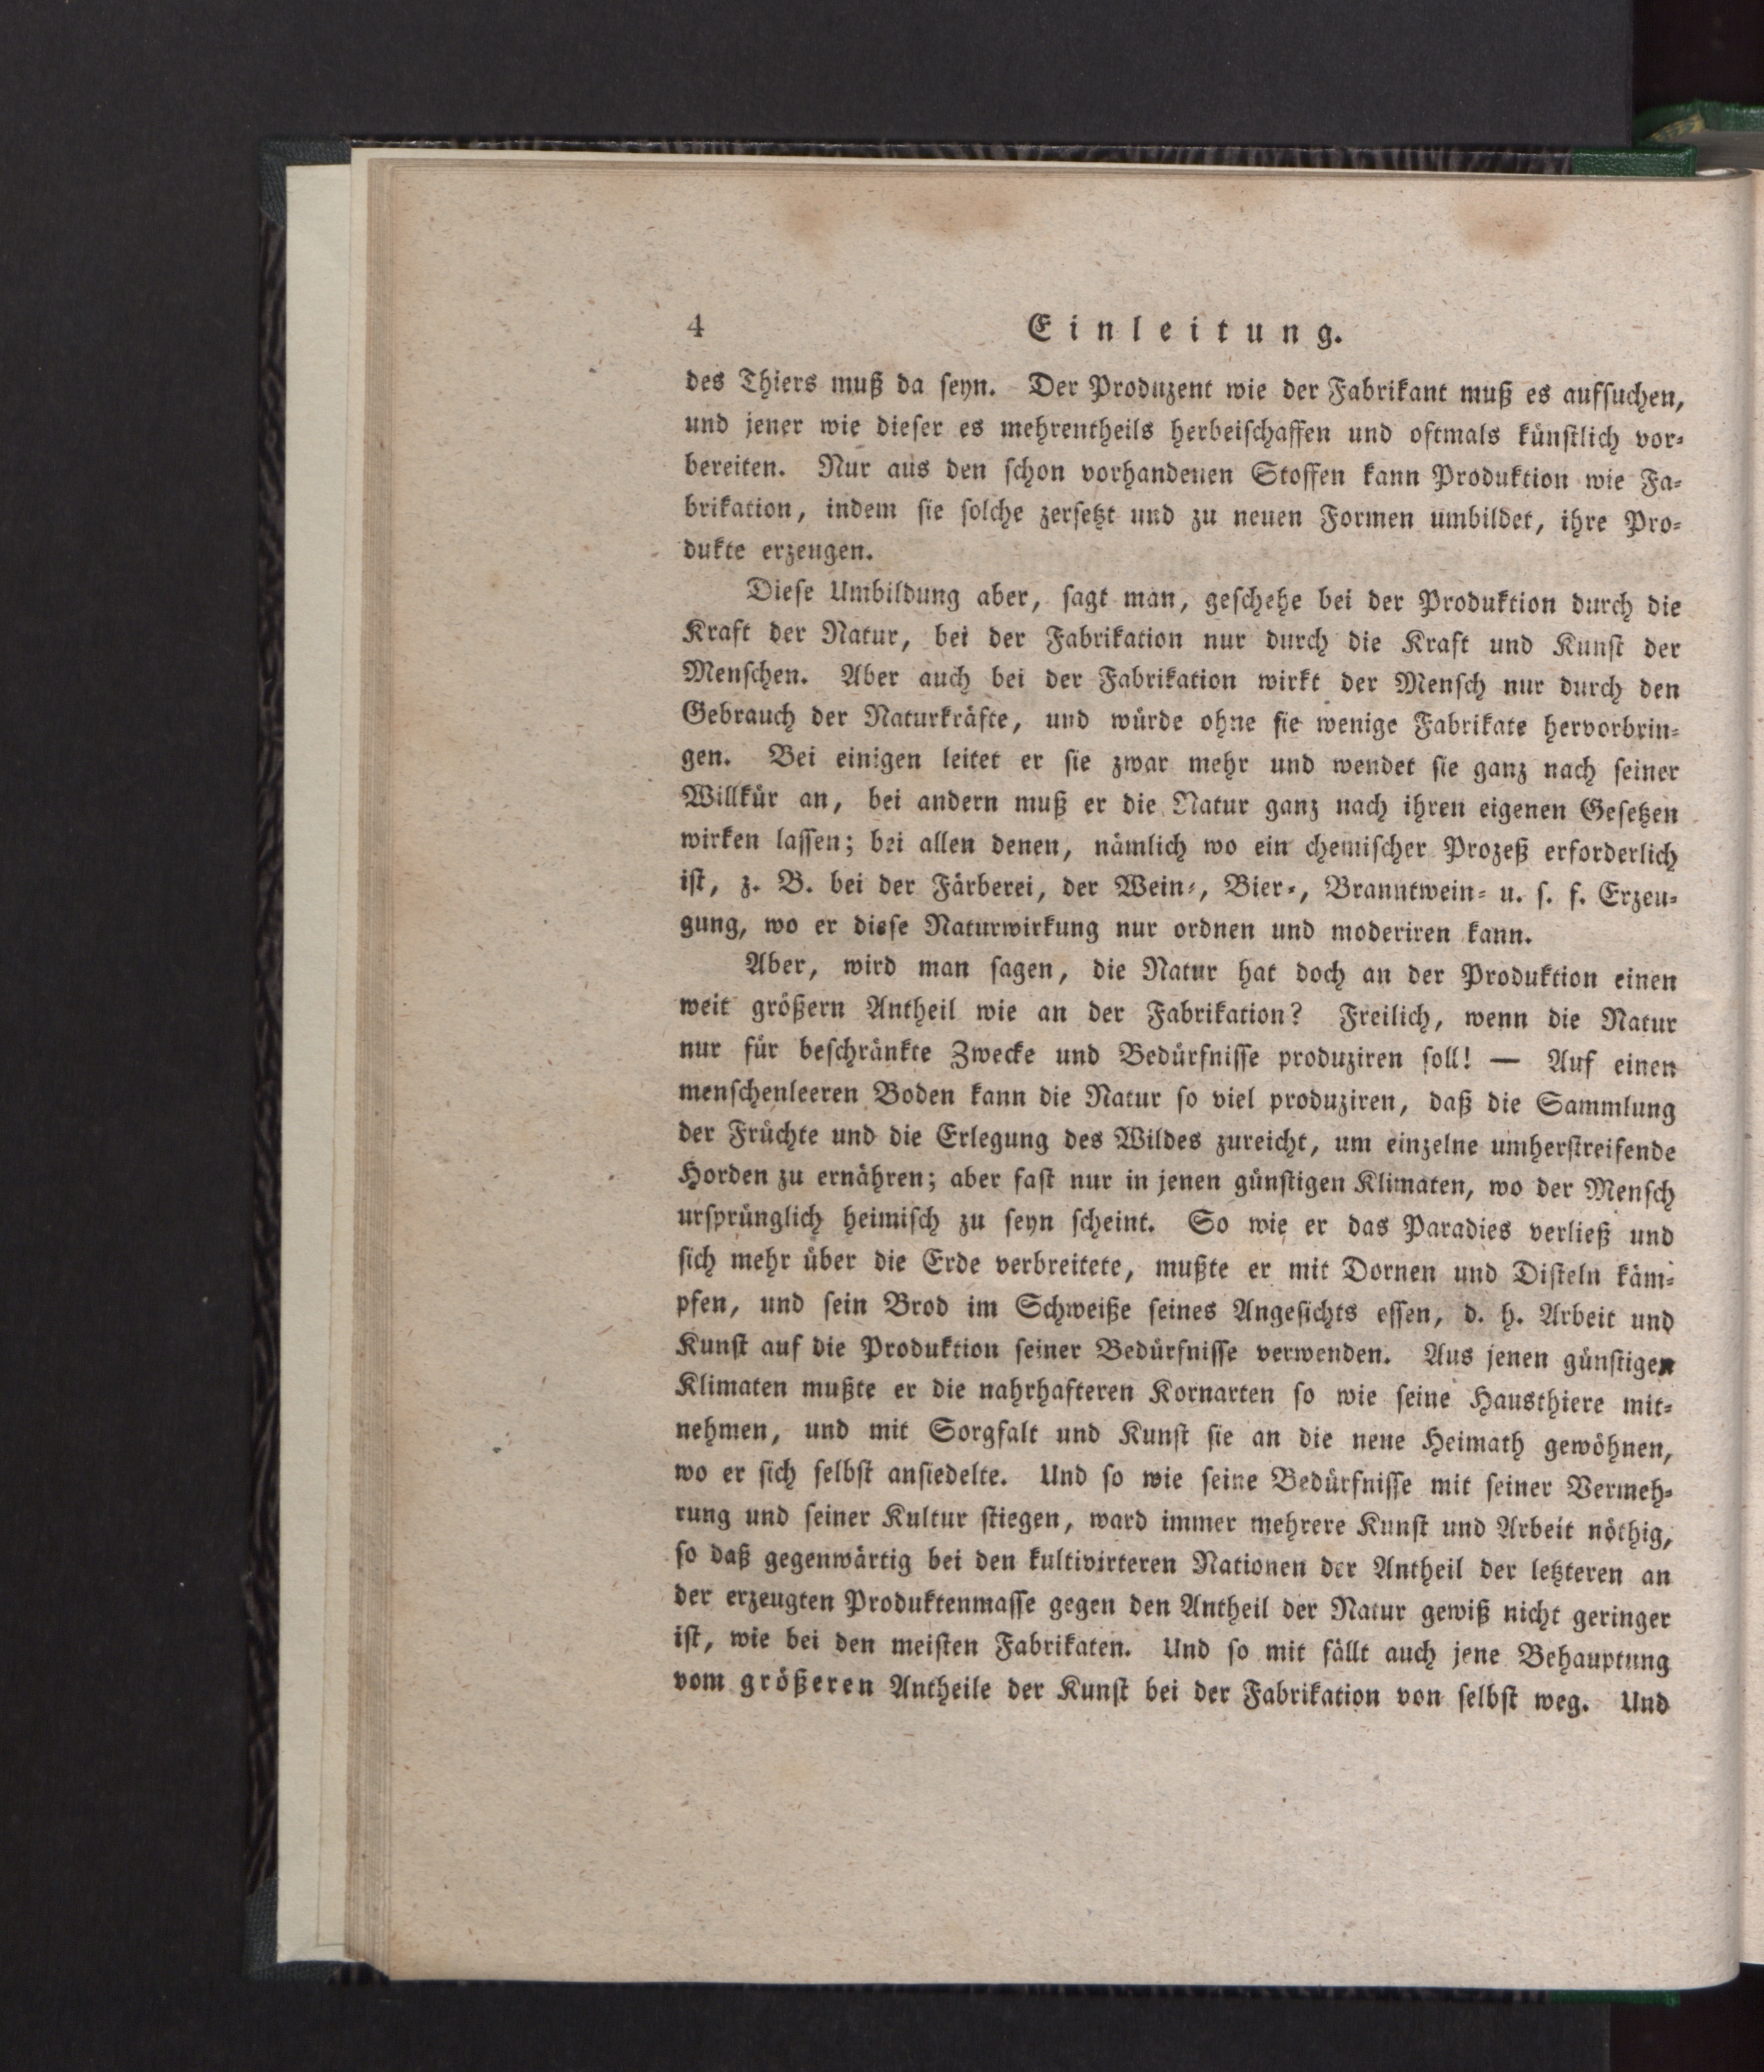 4 Einleitung.
des Thiers muß da ſeyn. Der Produzent wie der Fabrikant muß es aufſuchen,
und jener wie dieſer es mehrentheils herbeiſchaffen und oftmals künſtlich vor-
bereiten. Nur aus den ſchon vorhandenen Stoffen kann Produktion wie Fa-
brikation, indem ſie ſolche zerſetzt und zu neuen Formen umbildet, ihre Pro-
dukte erzeugen.
Dieſe Umbildung aber, ſagt man, geſchehe bei der Produktion durch die
Kraft der Natur, bei der Fabrikation nur durch die Kraft und Kunſt der
Menſchen. Aber auch bei der Fabrikation wirkt der Menſch nur durch den
Gebrauch der Naturkräfte, und würde ohne ſie wenige Fabrikate hervorbrin-
gen. Bei einigen leitet er ſie zwar mehr und wendet ſie ganz nach ſeiner
Willkür an, bei andern muß er die Natur ganz nach ihren eigenen Geſetzen
wirken laſſen; bei allen denen, nämlich wo ein chemiſcher Prozeß erforderlich
iſt, z. B. bei der Färberei, der Wein-, Bier-, Branntwein- u. ſ. f. Erzeu-
gung, wo er dieſe Naturwirkung nur ordnen und moderiren kann.
Aber, wird man ſagen, die Natur hat doch an der Produktion einen
weit größern Antheil wie an der Fabrikation? Freilich, wenn die Natur
nur für beſchränkte Zwecke und Bedürfniſſe produziren ſoll! — Auf einen
menſchenleeren Boden kann die Natur ſo viel produziren, daß die Sammlung
der Früchte und die Erlegung des Wildes zureicht, um einzelne umherſtreifende
Horden zu ernähren; aber faſt nur in jenen günſtigen Klimaten, wo der Menſch
urſprünglich heimiſch zu ſeyn ſcheint. So wie er das Paradies verließ und
ſich mehr über die Erde verbreitete, mußte er mit Dornen und Diſteln käm-
pfen, und ſein Brod im Schweiße ſeines Angeſichts eſſen, d. h. Arbeit und
Kunſt auf die Produktion ſeiner Bedürfniſſe verwenden. Aus jenen günſtigen
Klimaten mußte er die nahrhafteren Kornarten ſo wie ſeine Hausthiere mit-
nehmen, und mit Sorgfalt und Kunſt ſie an die neue Heimath gewöhnen,
wo er ſich ſelbſt anſiedelte. Und ſo wie ſeine Bedürfniſſe mit ſeiner Vermeh-
rung und ſeiner Kultur ſtiegen, ward immer mehrere Kunſt und Arbeit nöthig,
ſo daß gegenwärtig bei den kultivirteren Nationen der Antheil der letzteren an
der erzeugten Produktenmaſſe gegen den Antheil der Natur gewiß nicht geringer
iſt, wie bei den meiſten Fabrikaten. Und ſo mit fällt auch jene Behauptung
vom größeren Antheile der Kunſt bei der Fabrikation von ſelbſt weg. Und